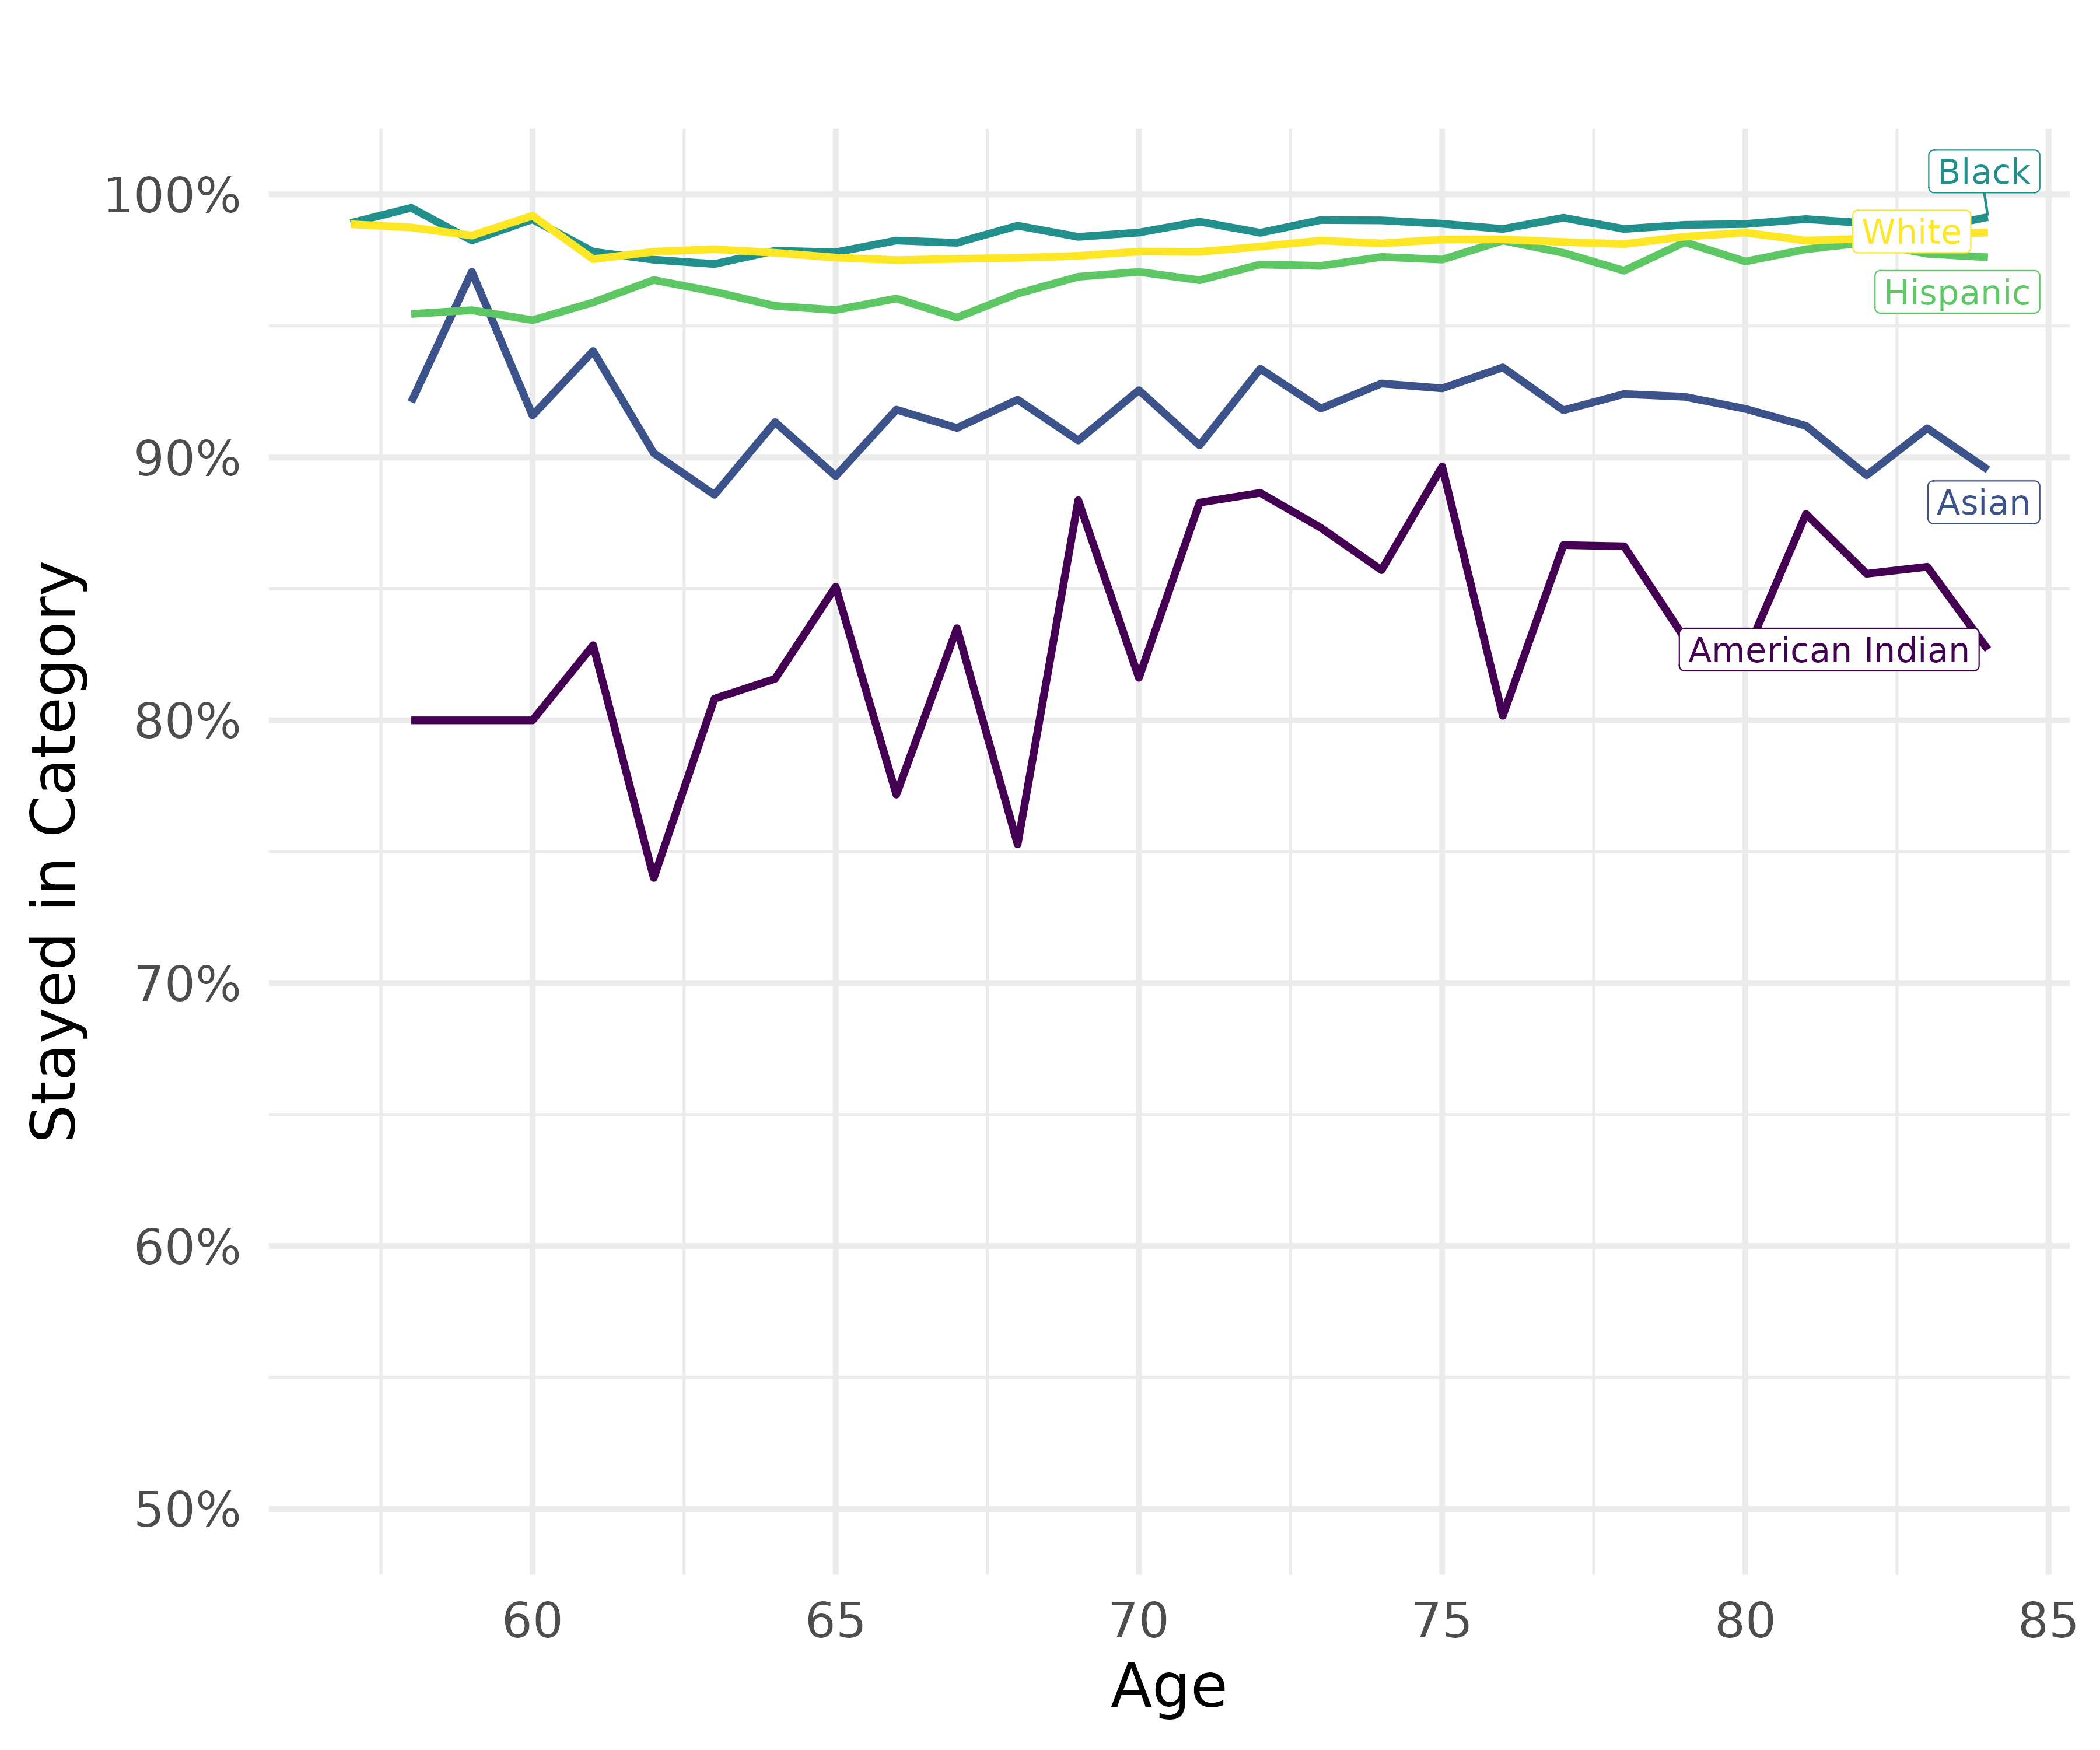 Stayed in Category
100%
90%
80%
70%
60%
50%
Black
White
Hispanic
Asian
American Indian
60 65 70 75 80 85
Age